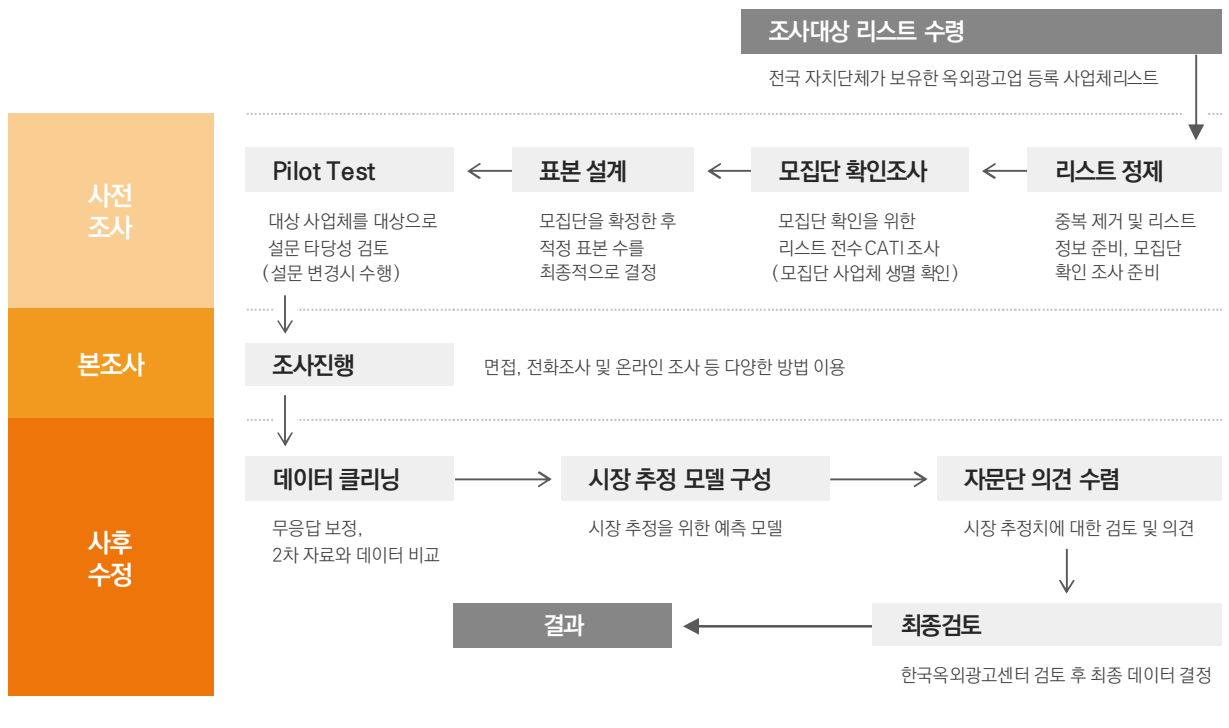 조사대상 리스트 수령
전국 자치단체가 보유한 옥외광고업 등록 사업체리스트
사전
조사
Pilot Test
대상 사업체를 대상으로
설문 타당성 검토
(설문 변경시 수행)
표본 설계
모집단을 확정한 후
적정 표본 수를
최종적으로 결정
모집단 확인조사
모집단 확인을 위한
리스트 전수 CATI 조사
(모집단 사업체 생멸 확인)
리스트 정제
중복 제거 및 리스트
정보 준비, 모집단
확인 조사 준비
본조사
조사진행
면접, 전화조사 및 온라인 조사 등 다양한 방법 이용
사후
수정
데이터 클리닝
무응답 보정,
2차 자료와 데이터 비교
시장 추정 모델 구성
시장 추정을 위한 예측 모델
자문단 의견 수렴
시장 추정치에 대한 검토 및 의견
결과
최종검토
한국옥외광고센터 검토 후 최종 데이터 결정